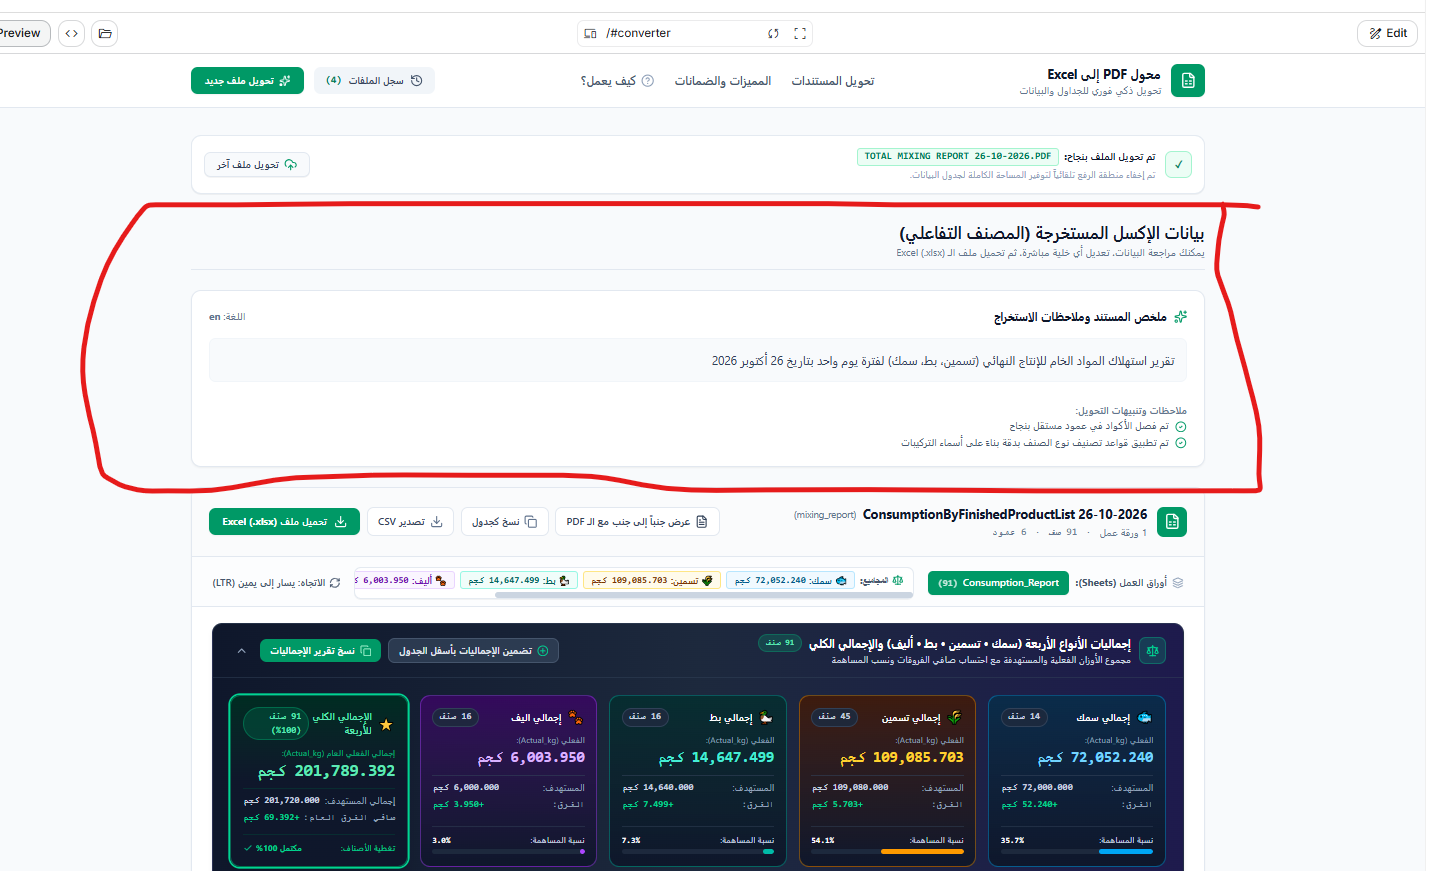 Preview
/#converter
Edit
محول PDF إلى Excel
تحويل ذكي فوري للجداول والبيانات
تحويل المستندات
المميزات والضمانات
كيف يعمل؟
سجل الملفات (4)
تحويل ملف جديد
تم تحويل الملف بنجاح: TOTAL MIXING REPORT 26-10-2026.PDF
تم إخفاء منطقة الرفع تلقائياً لتوفير المساحة الكاملة لجدول البيانات.
تحويل ملف آخر
بيانات الإكسل المستخرجة (المصنف التفاعلي)
يمكنك مراجعة البيانات، تعديل أي خلية مباشرة، ثم تحميل ملف الـ Excel (.xlsx)
ملخص المستند وملاحظات الاستخراج
اللغة: en
تقرير استهلاك المواد الخام للإنتاج النهائي (تسمين، بط، سمك) لفترة يوم واحد بتاريخ 26 أكتوبر 2026
ملاحظات وتنبيهات التحويل:
تم فصل الأكواد في عمود مستقل بنجاح
تم تطبيق قواعد تصنيف نوع الصنف بدقة بناءً على أسماء التركيبات
ConsumptionByFinishedProductList 26-10-2026 (mixing_report)
1 ورقة عمل · 91 صف · 6 عمود
عرض جنباً إلى جنب مع الـ PDF
نسخ كجدول
تصدير CSV
تحميل ملف Excel (.xlsx)
أوراق العمل (Sheets):
Consumption_Report (91)
المجاميع:
سمك: 72,052.240 كجم
تسمين: 109,085.703 كجم
بط: 14,647.499 كجم
أليف: 6,003.950 ك
الاتجاه: يسار إلى يمين (LTR)
إجماليات الأنواع الأربعة (سمك • تسمين • بط • أليف) والإجمالي الكلي
91 صنف
مجموع الأوزان الفعلية والمستهدفة مع احتساب صافي الفروقات ونسب المساهمة
تضمين الإجماليات بأسفل الجدول
نسخ تقرير الإجماليات
إجمالي سمك
14 صنف
الفعلي (Actual_kg):
72,052.240 كجم
المستهدف: 72,000.000 كجم
الفرق: +52.240 كجم
نسبة المساهمة: 35.7%
إجمالي تسمين
45 صنف
الفعلي (Actual_kg):
109,085.703 كجم
المستهدف: 109,080.000 كجم
الفرق: +5.703 كجم
نسبة المساهمة: 54.1%
إجمالي بط
16 صنف
الفعلي (Actual_kg):
14,647.499 كجم
المستهدف: 14,640.000 كجم
الفرق: +7.499 كجم
نسبة المساهمة: 7.3%
إجمالي اليف
16 صنف
الفعلي (Actual_kg):
6,003.950 كجم
المستهدف: 6,000.000 كجم
الفرق: +3.950 كجم
نسبة المساهمة: 3.0%
الإجمالي الكلي
للأربعة
91 صنف
(100%)
إجمالي الفعلي العام (Actual_kg):
201,789.392 كجم
إجمالي المستهدف: 201,720.000 كجم
صافي الفرق العام: +69.392 كجم
تغطية الأصناف: مكتمل 100% ✓